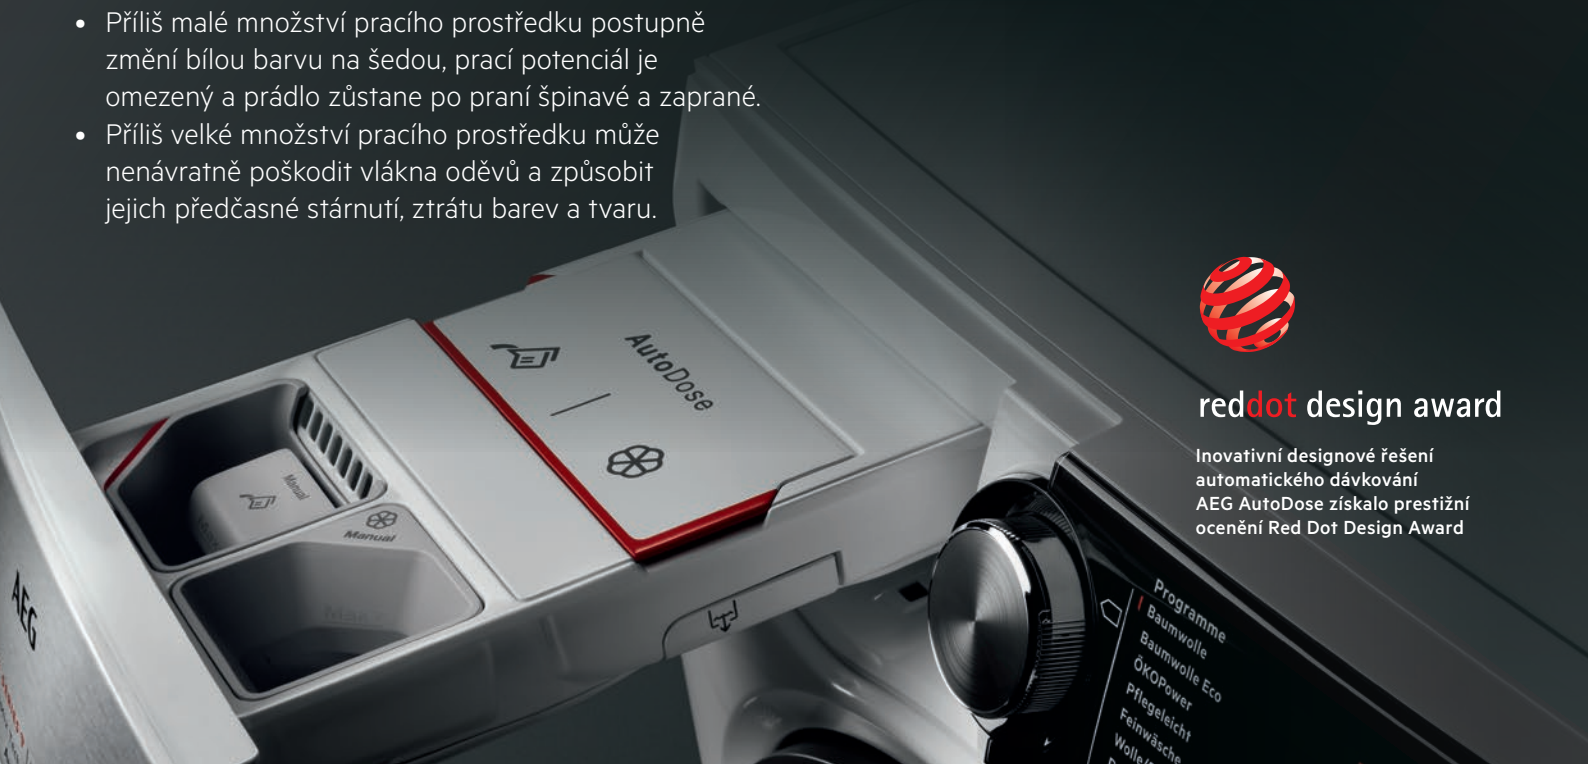 • Příliš malé množství pracího prostředku postupně
změní bílou barvu na šedou, prací potenciál je
omezený a prádlo zůstane po praní špinavé a zaprané.
• Příliš velké množství pracího prostředku může
nenávratně poškodit vlákna oděvů a způsobit
jejich předčasné stárnutí, ztrátu barev a tvaru.
AutoDose
Manual
Manual
AEG
reddot design award
Inovativní designové řešení
automatického dávkování
AEG AutoDose získalo prestižní
ocenění Red Dot Design Award
Programme
Baumwolle
Baumwolle Eco
ÖKOPower
Pflegeleicht
Feinwäsche